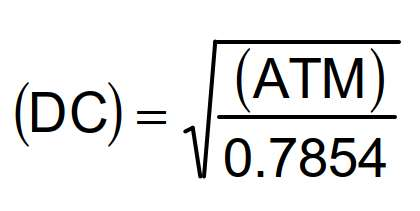 (DC) = √((ATM) / 0.7854)